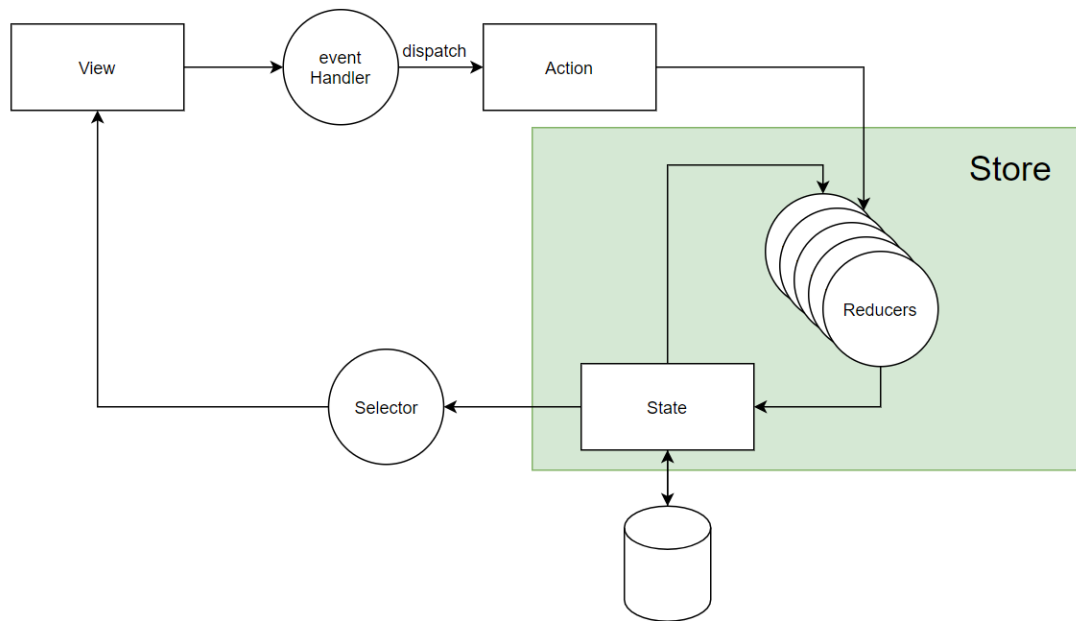 View
event
Handler
dispatch
Action
Store
Reducers
Selector
State